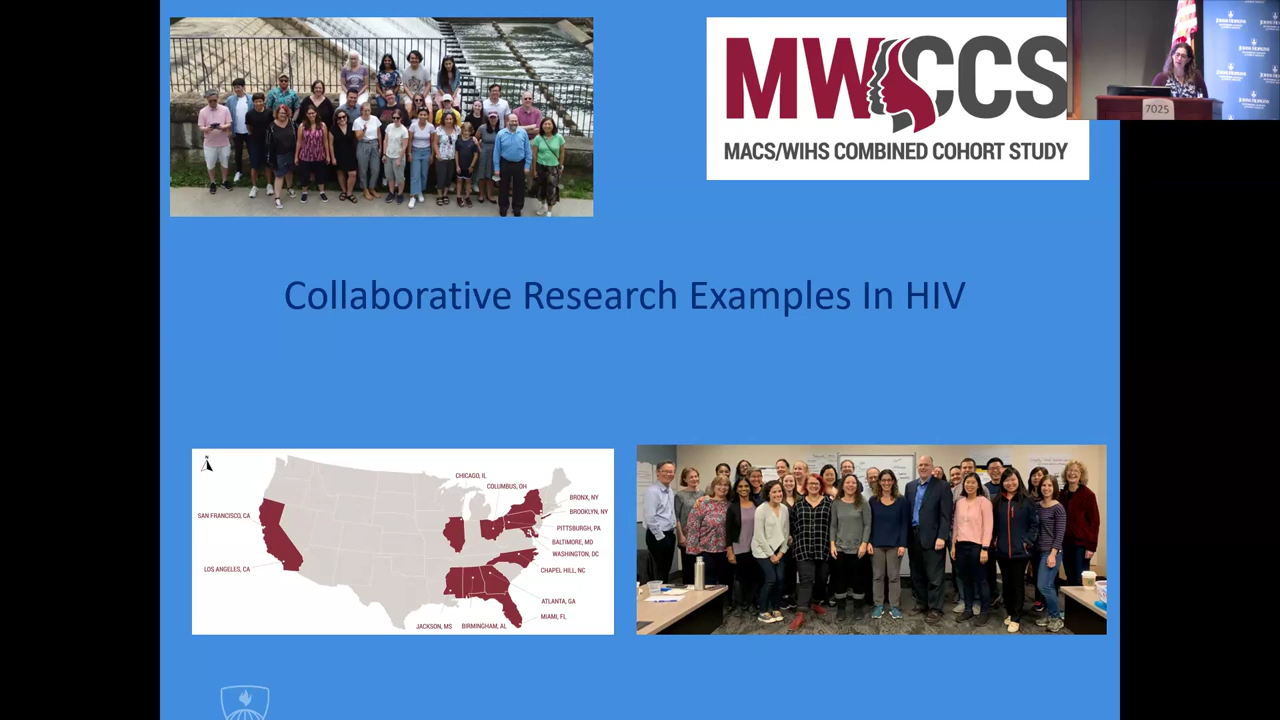 MWCCS
MACS/WIHS COMBINED COHORT STUDY
7025
JOHNS HOPKINS
Collaborative Research Examples In HIV
N
CHICAGO, IL
COLUMBUS, OH
BRONX, NY
BROOKLYN, NY
SAN FRANCISCO, CA
PITTSBURGH, PA
BALTIMORE, MD
WASHINGTON, DC
LOS ANGELES, CA
CHAPEL HILL, NC
ATLANTA, GA
MIAMI, FL
JACKSON, MS
BIRMINGHAM, AL